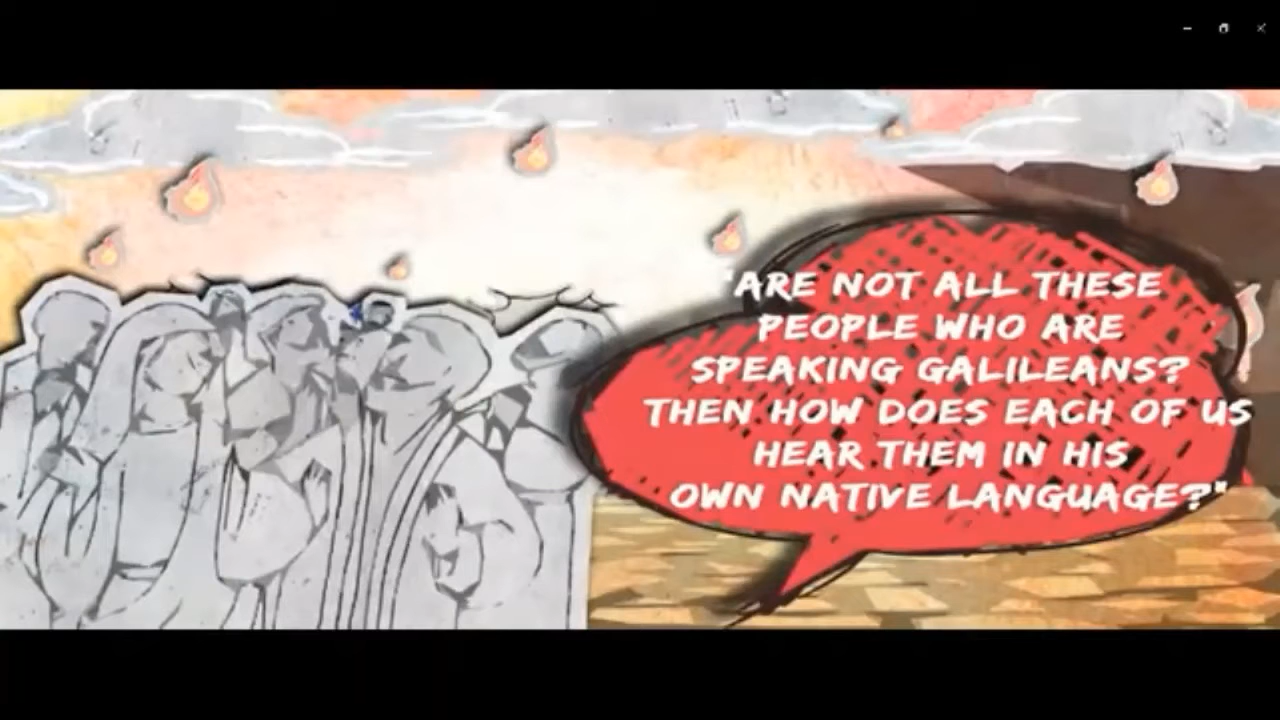 "ARE NOT ALL THESE
PEOPLE WHO ARE
SPEAKING GALILEANS?
THEN HOW DOES EACH OF US
HEAR THEM IN HIS
OWN NATIVE LANGUAGE?"